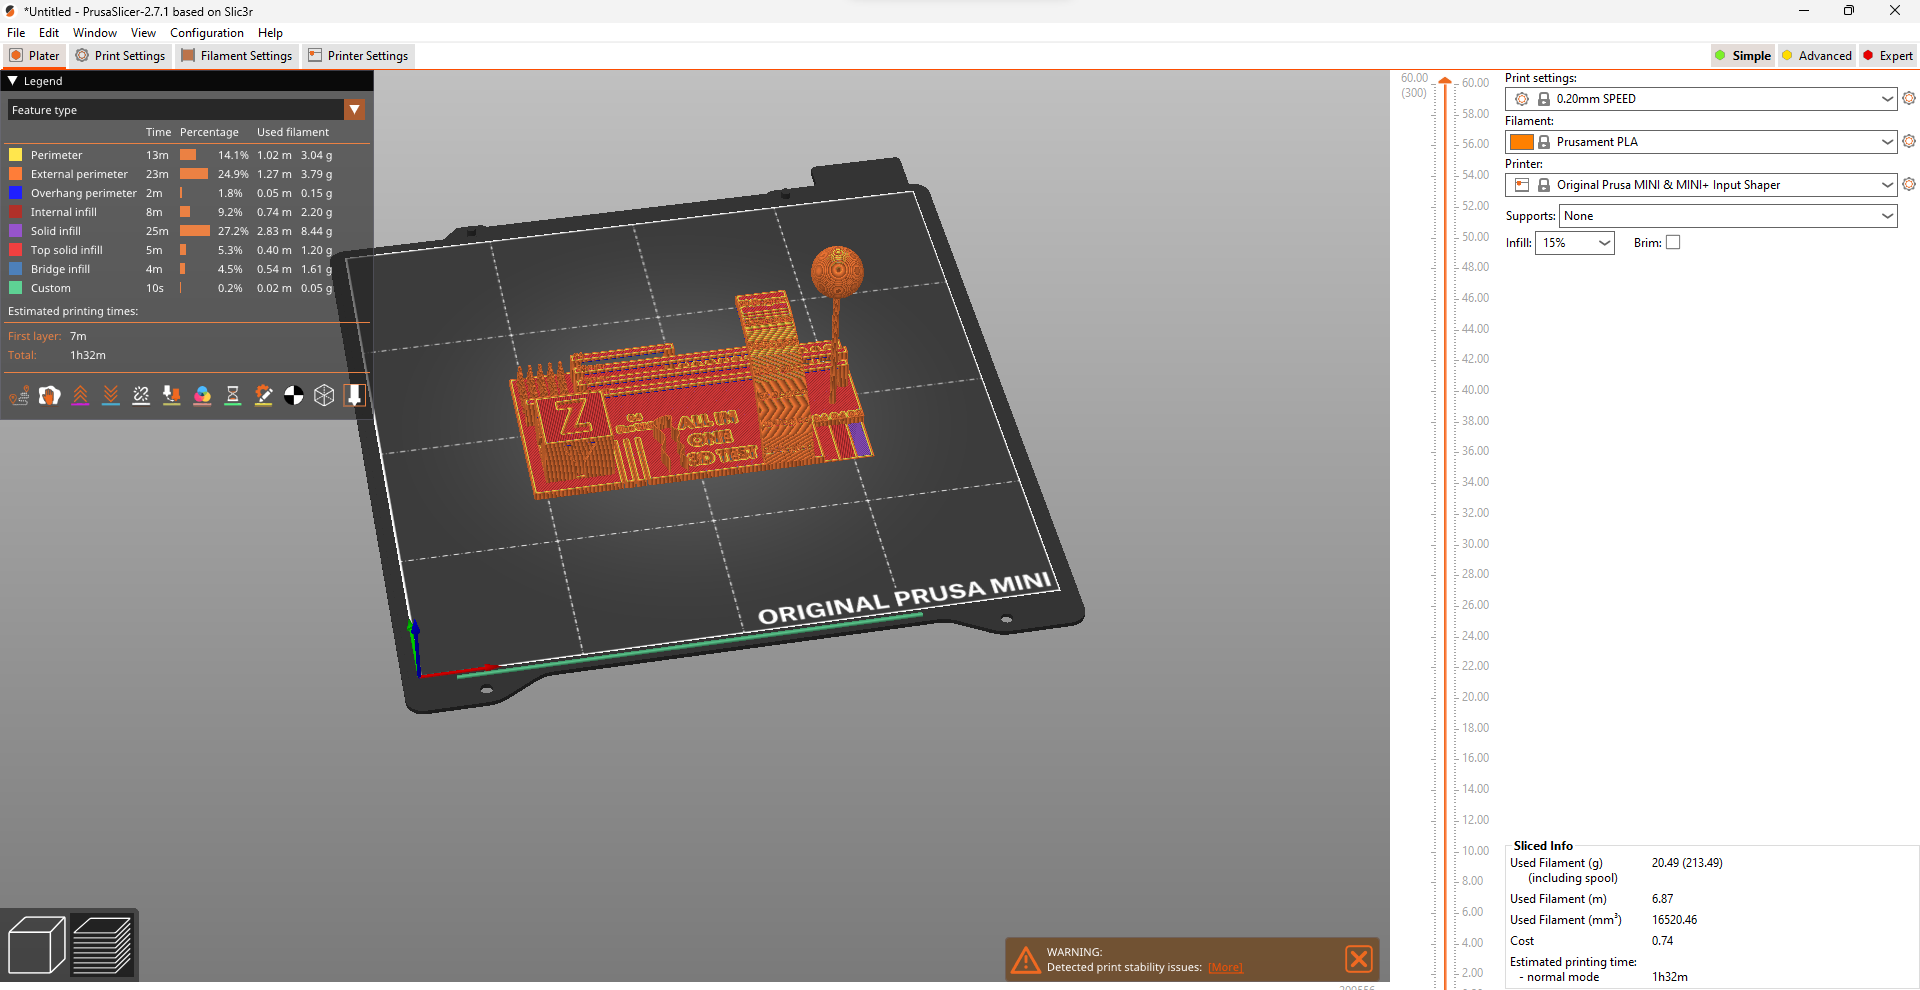 *Untitled - PrusaSlicer-2.7.1 based on Slic3r
File Edit Window View Configuration Help
Plater Print Settings Filament Settings Printer Settings
Simple Advanced Expert
Legend
Feature type
Time Percentage Used filament
Perimeter 13m 14.1% 1.02 m 3.04 g
External perimeter 23m 24.9% 1.27 m 3.79 g
Overhang perimeter 2m 1.8% 0.05 m 0.15 g
Internal infill 8m 9.2% 0.74 m 2.20 g
Solid infill 25m 27.2% 2.83 m 8.44 g
Top solid infill 5m 5.3% 0.40 m 1.20 g
Bridge infill 4m 4.5% 0.54 m 1.61 g
Custom 10s 0.2% 0.02 m 0.05 g
Estimated printing times:
First layer: 7m
Total: 1h32m
Z
ALL IN
ONE
3D TEST
ORIGINAL PRUSA MINI
WARNING:
Detected print stability issues: [More]
60.00
(300)
60.00
58.00
56.00
54.00
52.00
50.00
48.00
46.00
44.00
42.00
40.00
38.00
36.00
34.00
32.00
30.00
28.00
26.00
24.00
22.00
20.00
18.00
16.00
14.00
12.00
10.00
8.00
6.00
4.00
2.00
Print settings:
0.20mm SPEED
Filament:
Prusament PLA
Printer:
Original Prusa MINI & MINI+ Input Shaper
Supports: None
Infill: 15% Brim:
Sliced Info
Used Filament (g) 20.49 (213.49)
(including spool)
Used Filament (m) 6.87
Used Filament (mm³) 16520.46
Cost 0.74
Estimated printing time:
- normal mode 1h32m